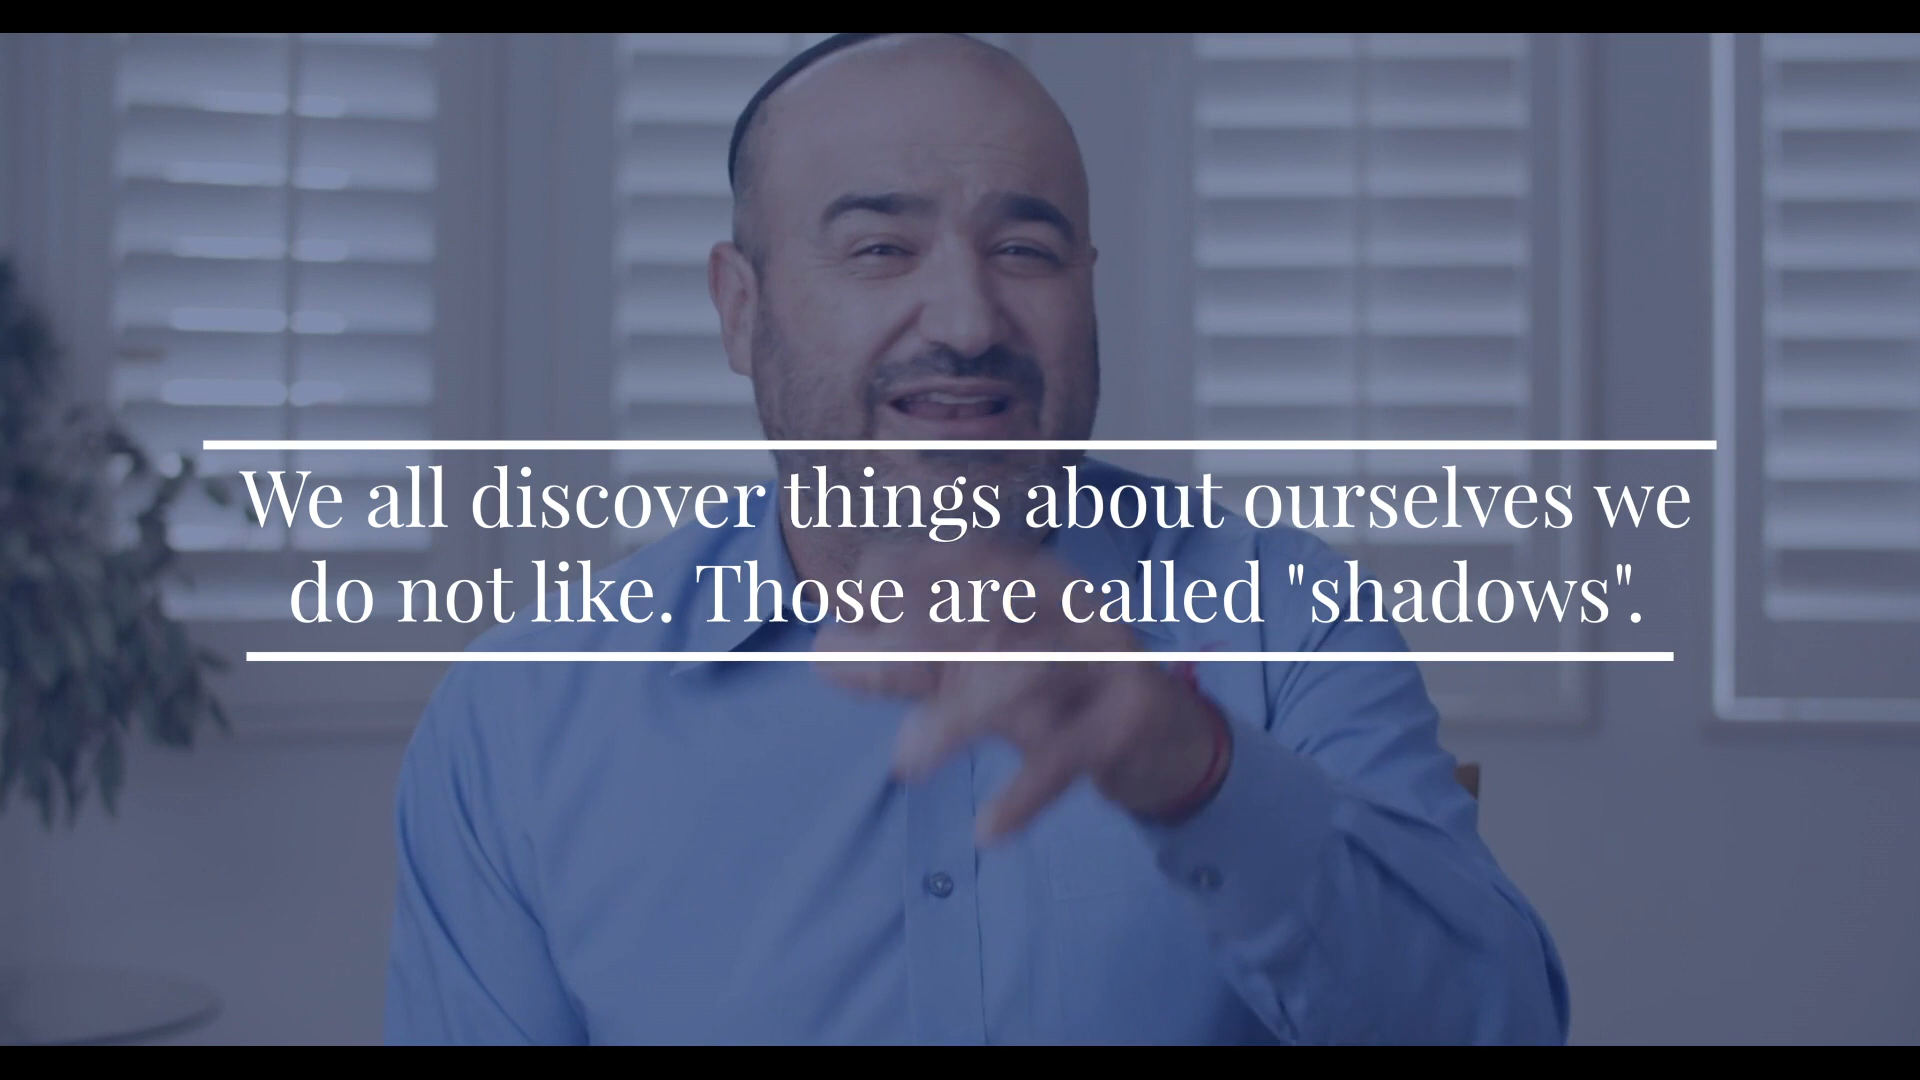 We all discover things about ourselves we
do not like. Those are called "shadows".